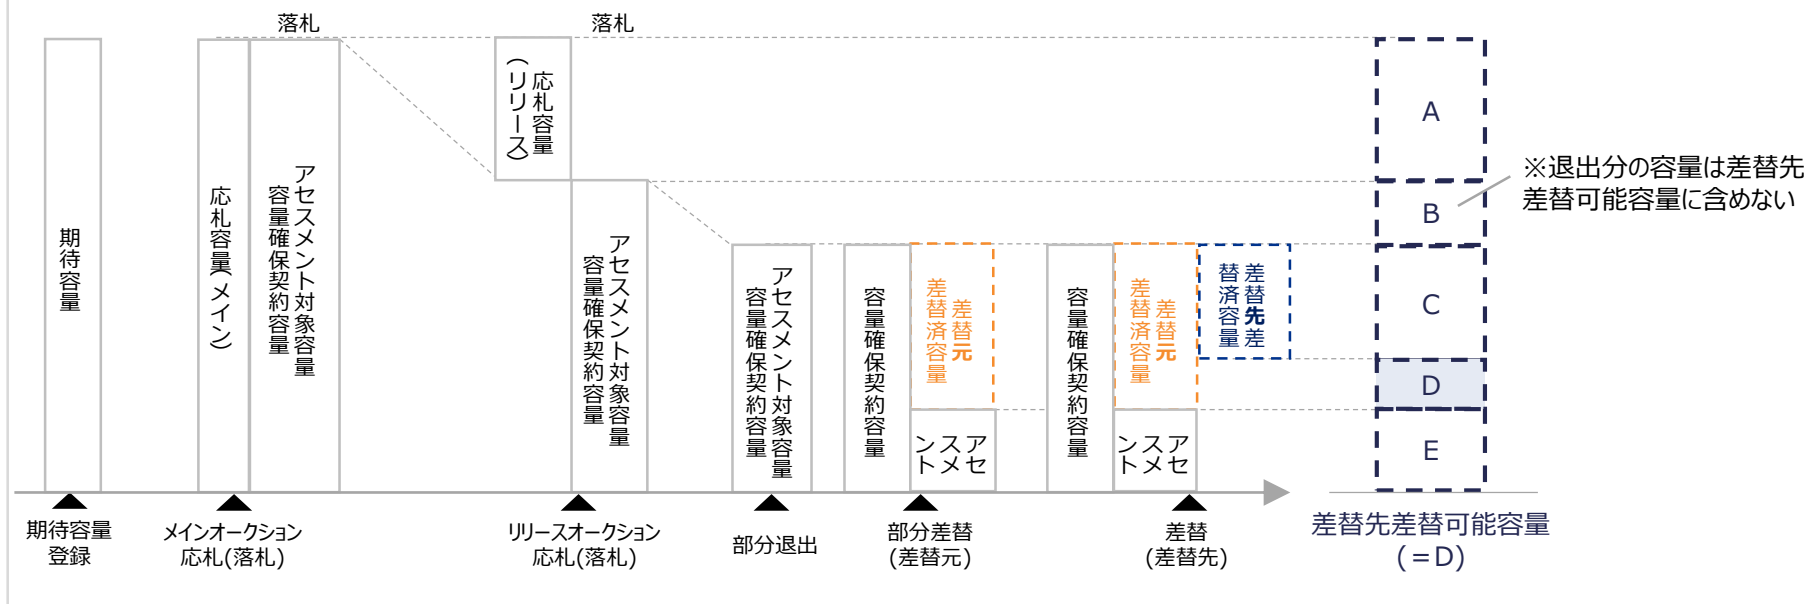 落札
落札
期待容量
応札容量(メイン)
アセスメント対象容量
容量確保契約容量
応札容量
(リリース)
アセスメント対象容量
容量確保契約容量
アセスメント対象容量
容量確保契約容量
容量確保契約容量
差替元
差替済容量
アセ
スメ
ント
容量確保契約容量
差替元
差替済容量
アセ
スメ
ント
差替先差
替済容量
A
B
C
D
E
※退出分の容量は差替先
差替可能容量に含めない
期待容量
登録
メインオークション
応札(落札)
リリースオークション
応札(落札)
部分退出
部分差替
(差替元)
差替
(差替先)
差替先差替可能容量
(=D)